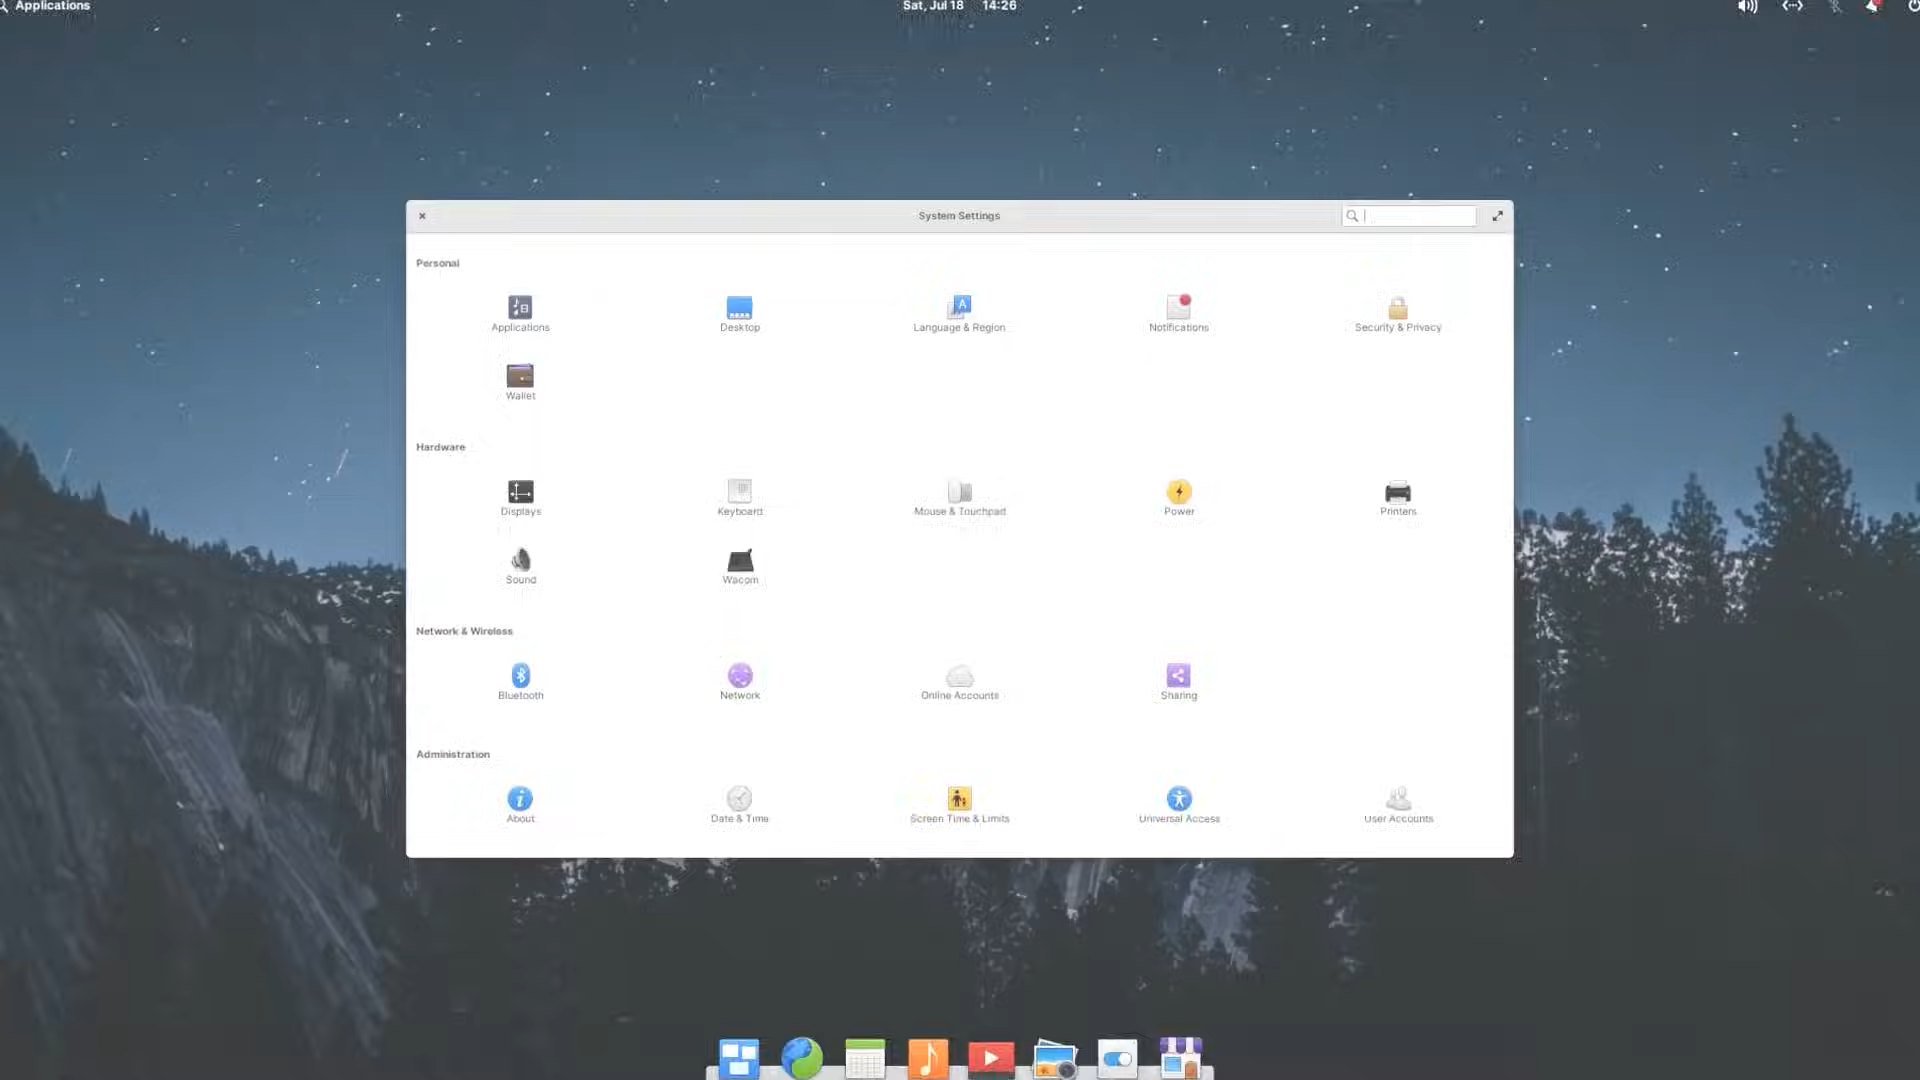 Applications Sat, Jul 18 14:26
System Settings
Personal
Applications Desktop Language & Region Notifications Security & Privacy
Wallet
Hardware
Displays Keyboard Mouse & Touchpad Power Printers
Sound Wacom
Network & Wireless
Bluetooth Network Online Accounts Sharing
Administration
About Date & Time Screen Time & Limits Universal Access User Accounts